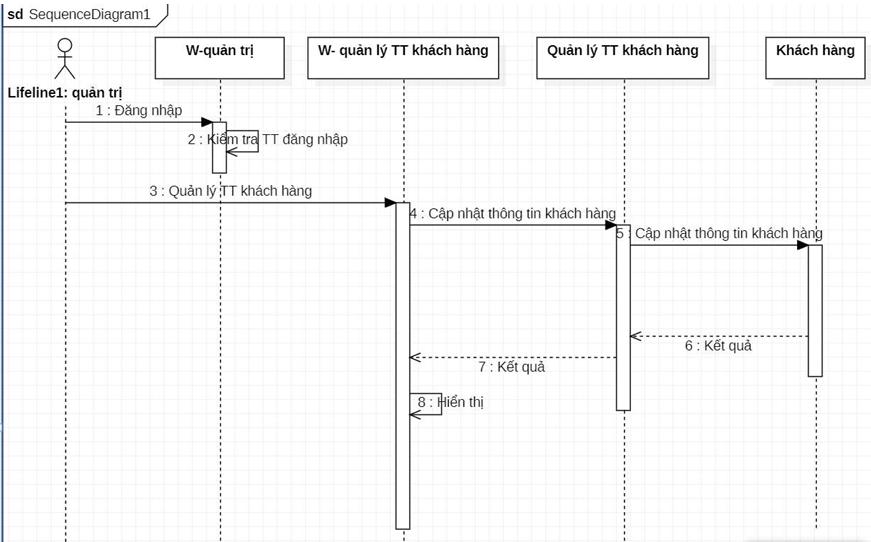 sd SequenceDiagram1
W-quản trị
W- quản lý TT khách hàng
Quản lý TT khách hàng
Khách hàng
Lifeline1: quản trị
1 : Đăng nhập
2 : Kiểm tra TT đăng nhập
3 : Quản lý TT khách hàng
4 : Cập nhật thông tin khách hàng
5 : Cập nhật thông tin khách hàng
6 : Kết quả
7 : Kết quả
8 : Hiển thị